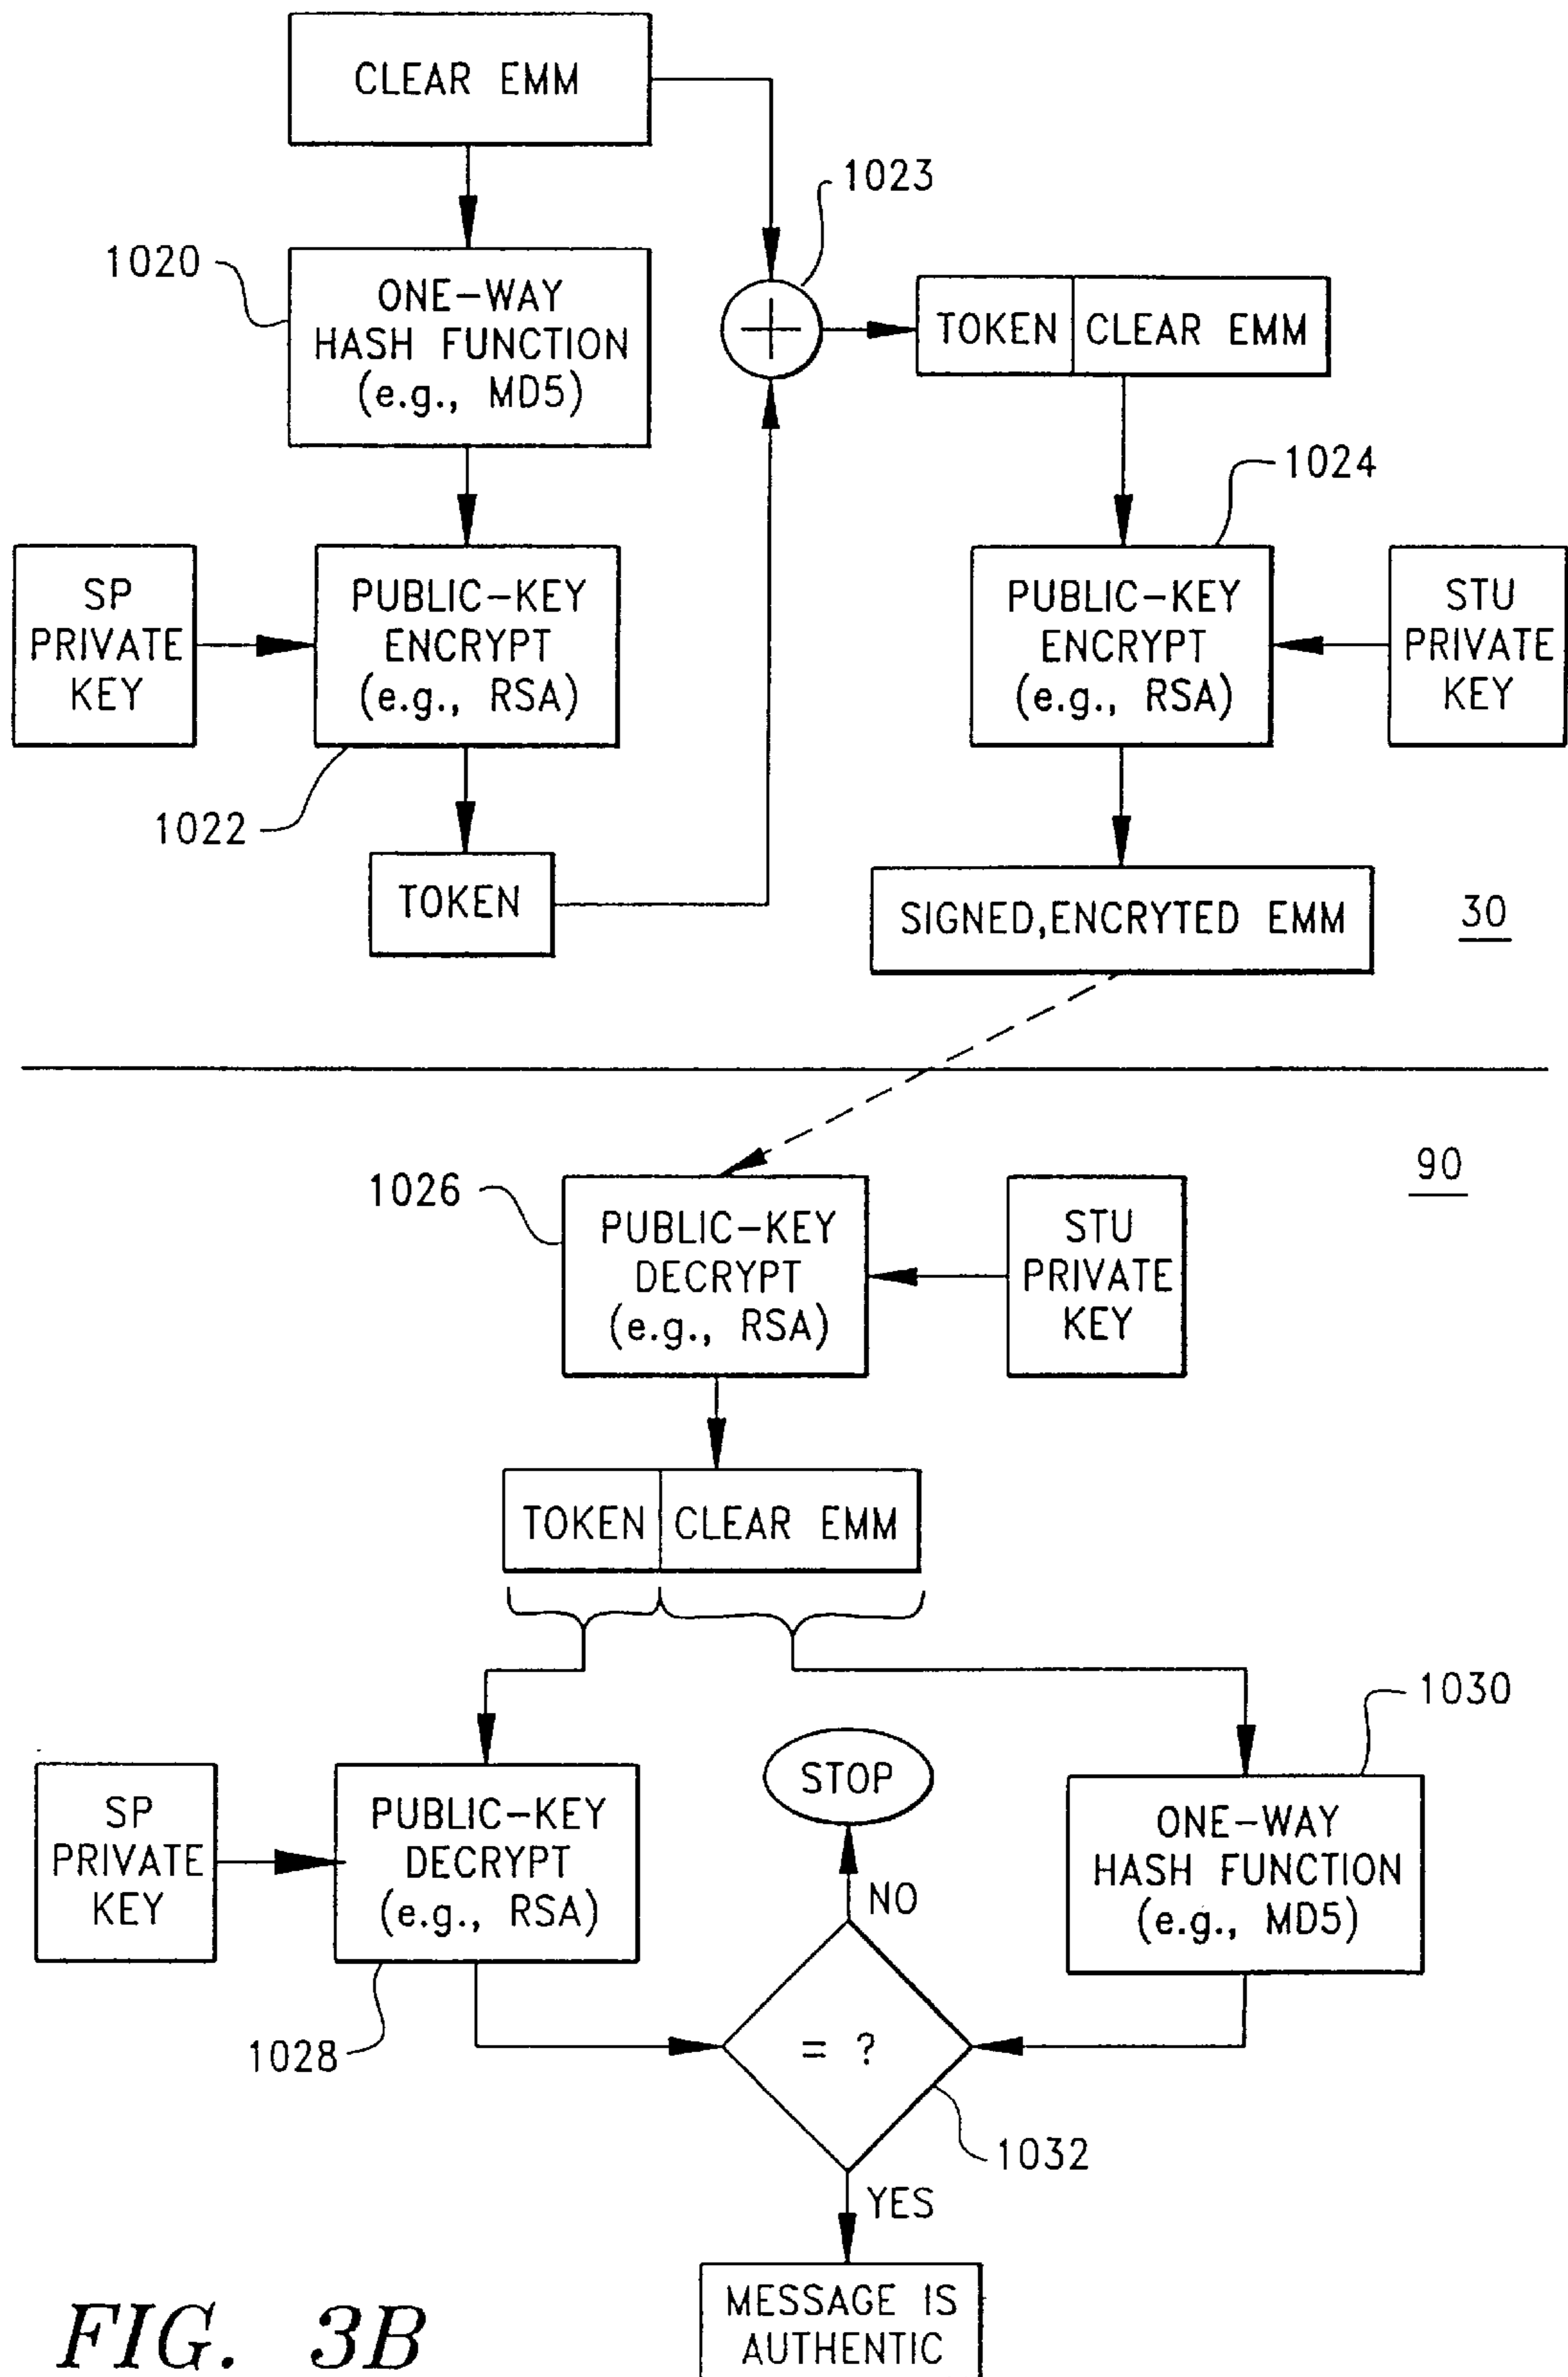 CLEAR EMM
1023
1020
ONE-WAY
HASH FUNCTION
(e.g., MD5)
TOKEN
CLEAR EMM
1024
SP
PRIVATE
KEY
PUBLIC-KEY
ENCRYPT
(e.g., RSA)
PUBLIC-KEY
ENCRYPT
(e.g., RSA)
STU
PRIVATE
KEY
1022
TOKEN
SIGNED,ENCRYTED EMM
30
90
1026
PUBLIC-KEY
DECRYPT
(e.g., RSA)
STU
PRIVATE
KEY
TOKEN
CLEAR EMM
1030
SP
PRIVATE
KEY
PUBLIC-KEY
DECRYPT
(e.g., RSA)
STOP
NO
ONE-WAY
HASH FUNCTION
(e.g., MD5)
1028
= ?
1032
YES
MESSAGE IS
AUTHENTIC
FIG. 3B